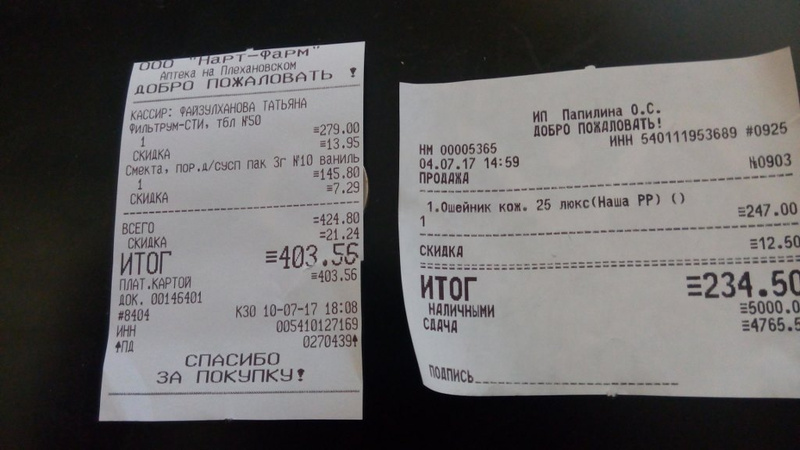 ООО "Нарт-Фарм"
Аптека на Плехановском
ДОБРО ПОЖАЛОВАТЬ !
КАССИР: ФАЙЗУЛХАНОВА ТАТЬЯНА
Фильтрум-СТИ, тбл №50
1 ≡279.00
СКИДКА ≡13.95
Смекта, пор.д/сусп пак 3г №10 ваниль
1 ≡145.80
СКИДКА ≡7.29
ВСЕГО ≡424.80
СКИДКА ≡21.24
ИТОГ ≡403.56
ПЛАТ.КАРТОЙ ≡403.56
ДОК. 00146401
#8404 К30 10-07-17 18:08
ИНН 005410127169
ПД 0270439
СПАСИБО
ЗА ПОКУПКУ!
ИП Папилина О.С.
ДОБРО ПОЖАЛОВАТЬ!
ИНН 540111953689 #0925
НМ 00005365
04.07.17 14:59 №0903
ПРОДАЖА
1.Ошейник кож. 25 люкс(Наша РР) ()
1 ≡247.00
СКИДКА ≡12.50
ИТОГ ≡234.50
НАЛИЧНЫМИ ≡5000.0
СДАЧА ≡4765.5
ПОДПИСЬ